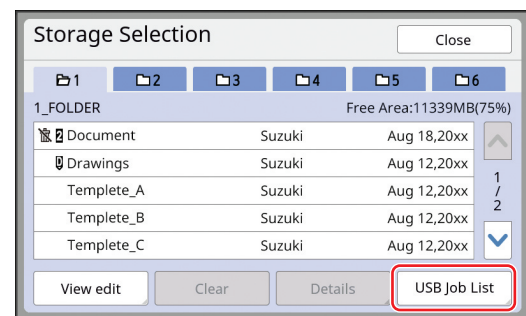 Storage Selection
Close
1 2 3 4 5 6
1_FOLDER Free Area:11339MB(75%)
2 Document Suzuki Aug 18,20xx
Drawings Suzuki Aug 12,20xx
Templete_A Suzuki Aug 12,20xx
1
/
2
Templete_B Suzuki Aug 12,20xx
Templete_C Suzuki Aug 12,20xx
View edit Clear Details USB Job List